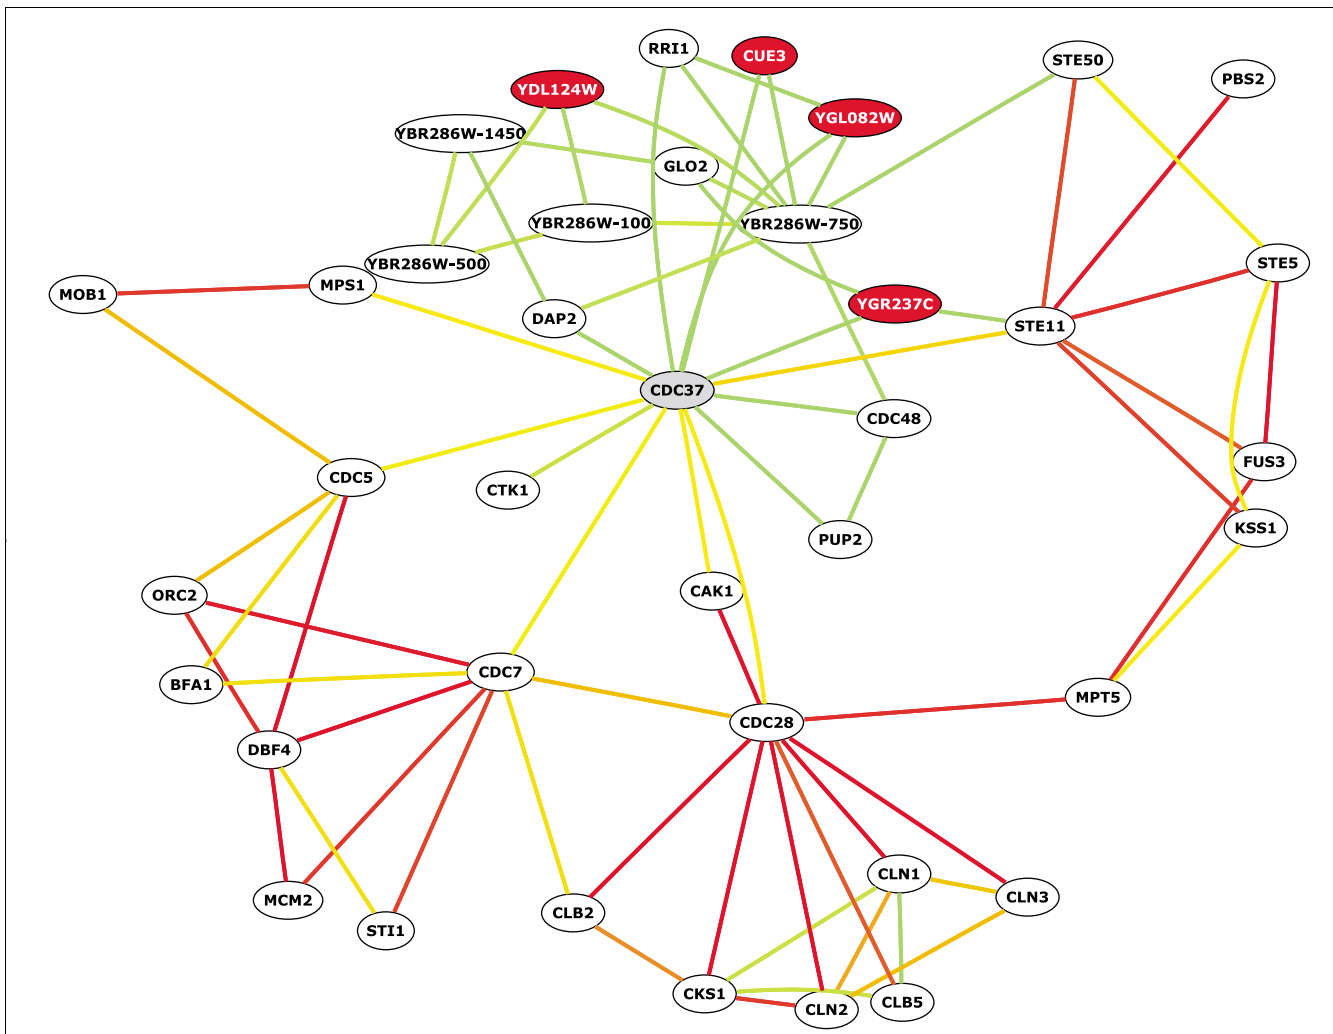 RRI1
CUE3
STE50
PBS2
YDL124W
YGL082W
YBR286W-1450
GLO2
YBR286W-100
YBR286W-750
YBR286W-500
STE5
MPS1
MOB1
YGR237C
DAP2
STE11
CDC37
CDC48
FUS3
CDC5
CTK1
KSS1
PUP2
CAK1
ORC2
CDC7
BFA1
MPT5
CDC28
DBF4
CLN1
CLN3
MCM2
CLB2
STI1
CKS1
CLB5
CLN2